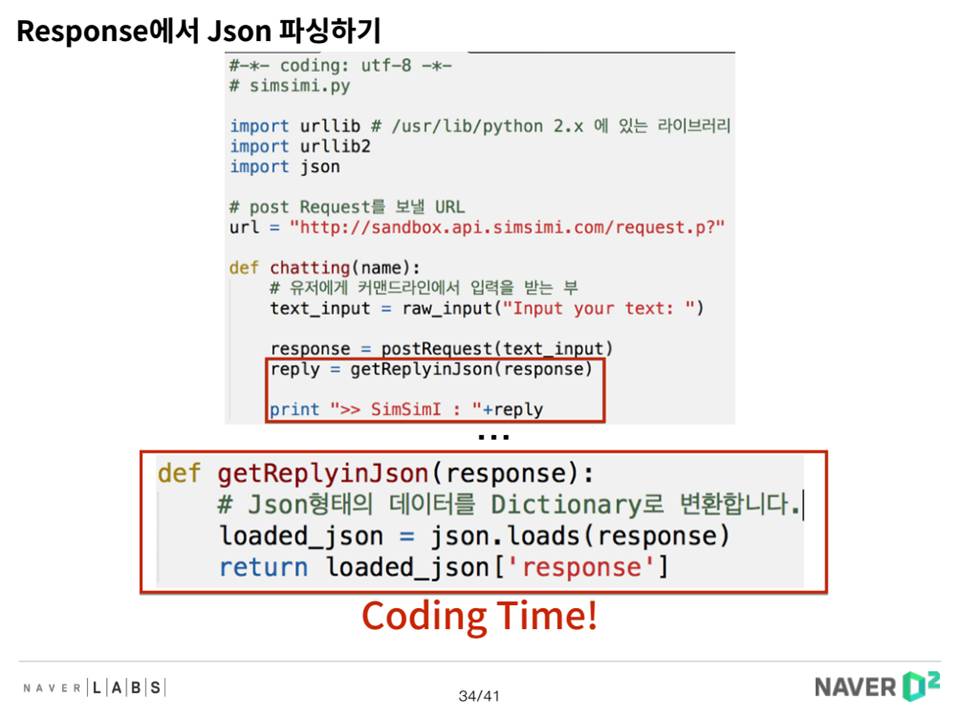 Response에서 Json 파싱하기
#-*- coding: utf-8 -*-
# simsimi.py
import urllib # /usr/lib/python 2.x 에 있는 라이브러리
import urllib2
import json
# post Request를 보낼 URL
url = "http://sandbox.api.simsimi.com/request.p?"
def chatting(name):
# 유저에게 커맨드라인에서 입력을 받는 부
text_input = raw_input("Input your text: ")
response = postRequest(text_input)
reply = getReplyinJson(response)
print ">> SimSimI : "+reply
...
def getReplyinJson(response):
# Json형태의 데이터를 Dictionary로 변환합니다.
loaded_json = json.loads(response)
return loaded_json['response']
Coding Time!
NAVER |L|A|B|S|
34/41
NAVER D2